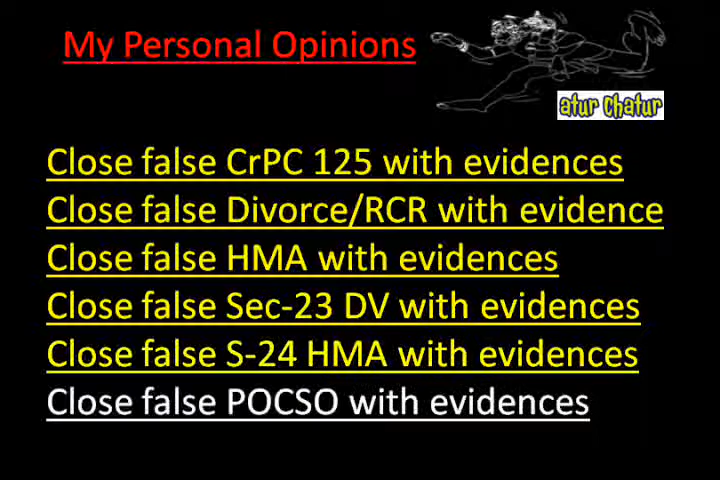 My Personal Opinions
atur Chatur
Close false CrPC 125 with evidences
Close false Divorce/RCR with evidence
Close false HMA with evidences
Close false Sec-23 DV with evidences
Close false S-24 HMA with evidences
Close false POCSO with evidences